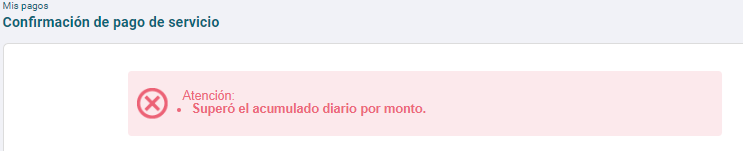 Mis pagos
Confirmación de pago de servicio
Atención:
• Superó el acumulado diario por monto.